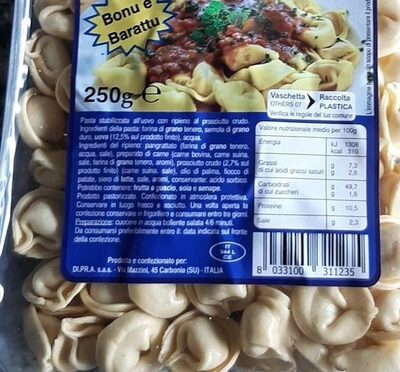 Bonu e
Barattu
250g e
Vaschetta
OTHERS 07
Raccolta
PLASTICA
Verifica le regole del tuo comune
Pasta stabilizzata all'uovo con ripieno di prosciutto crudo.
Ingredienti della pasta: farina di grano tenero, semola di grano
duro, uova (12,5% sul prodotto finito), acqua.
Ingredienti del ripieno: pangrattato (farina di grano tenero,
acqua, sale), preparato di carne (carne bovina, carne suina,
sale, farina di grano tenero, aromi), prosciutto crudo (2,7% sul
prodotto finito) (carne suina, sale), olio di palma, fiocco di
patate, siero di latte, sale, aromi, conservante: acido sorbico.
Potrebbe contenere: frutta a guscio, soia e senape.
Prodotto pastorizzato. Confezionato in atmosfera protettiva.
Conservare in luogo fresco e asciutto. Una volta aperta la
confezione conservare in frigorifero e consumare entro tre giorni.
Preparazione: cuocere in acqua bollente salata 4/6 minuti.
Da consumarsi preferibilmente entro il: data indicata sul fronte
della confezione.
Valore nutrizionale medio per 100g
Energia kJ 1308
kcal 310
Grassi g 7,3
di cui acidi grassi saturi g 2,6
Carboidrati g 49,7
di cui zuccheri g 1,6
Proteine g 10,5
Sale g 2,3
Prodotto e confezionato per:
DI.PR.A. s.a.s. - Via Mazzini, 45 Carbonia (SU) - ITALIA
IT
CE
8 033100 311235